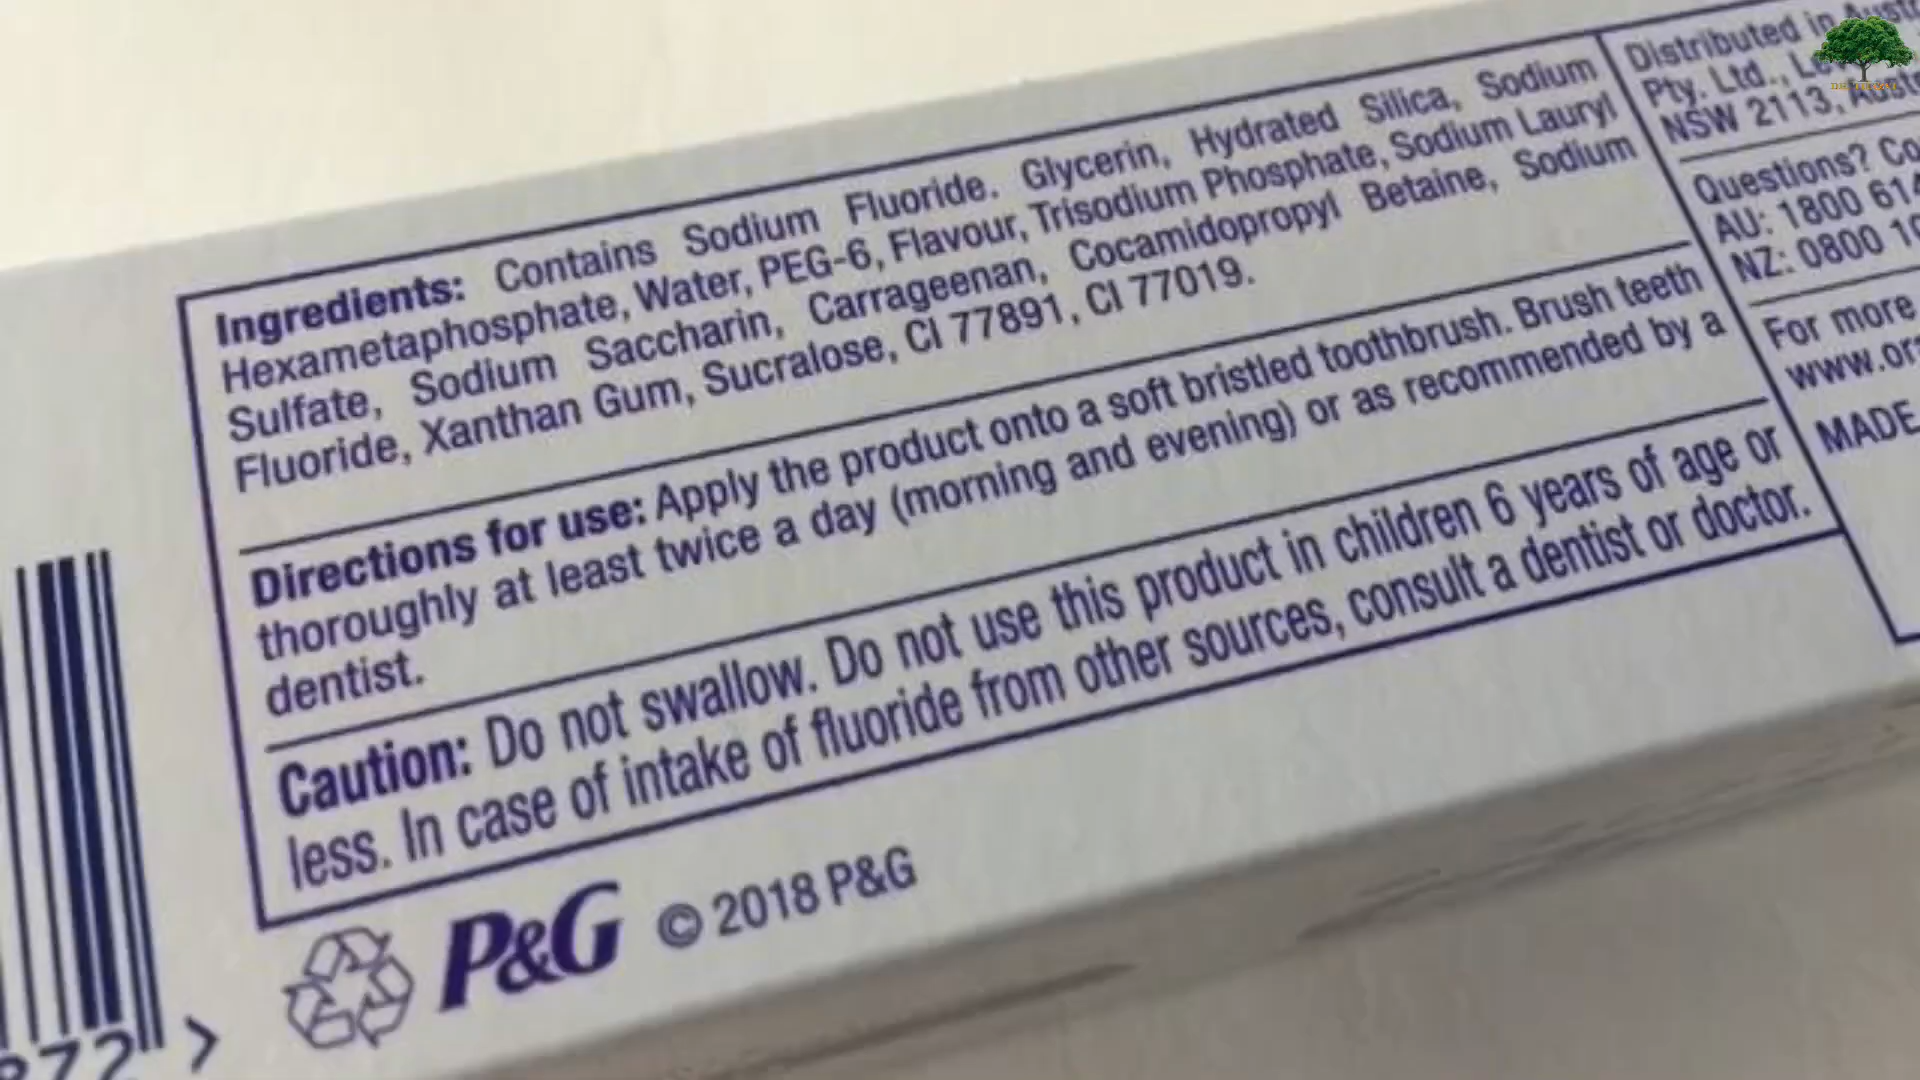 Ingredients: Contains Sodium Fluoride. Glycerin, Hydrated Silica, Sodium
Hexametaphosphate, Water, PEG-6, Flavour, Trisodium Phosphate, Sodium Lauryl
Sulfate, Sodium Saccharin, Carrageenan, Cocamidopropyl Betaine, Sodium
Fluoride, Xanthan Gum, Sucralose, CI 77891, CI 77019.
Directions for use: Apply the product onto a soft bristled toothbrush. Brush teeth
thoroughly at least twice a day (morning and evening) or as recommended by a
dentist.
Caution: Do not swallow. Do not use this product in children 6 years of age or
less. In case of intake of fluoride from other sources, consult a dentist or doctor.
P&G © 2018 P&G
Distributed in
Pty. Ltd.,
NSW 2113,
Questions?
AU: 1800
NZ: 0800
For more
MADE